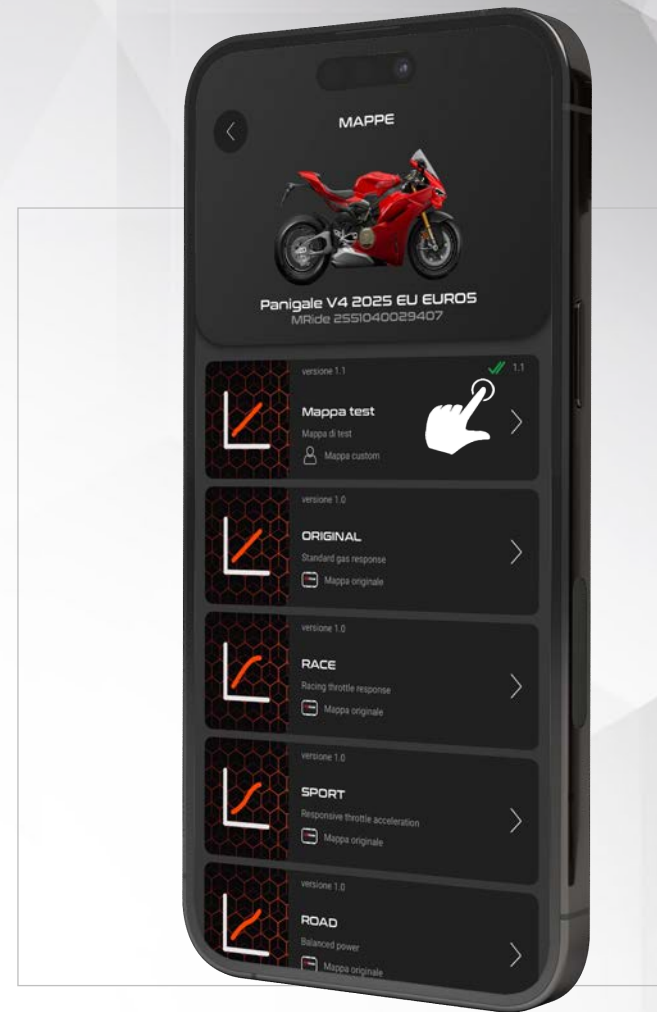 MAPPE
Panigale V4 2025 EU EURO5
MRide 2551040029407
versione 1.1
1.1
Mappa test
Mappa di test
Mappa custom
versione 1.0
ORIGINAL
Standard gas response
Mappa originale
versione 1.0
RACE
Racing throttle response
Mappa originale
versione 1.0
SPORT
Responsive throttle acceleration
Mappa originale
versione 1.0
ROAD
Balanced power
Mappa originale